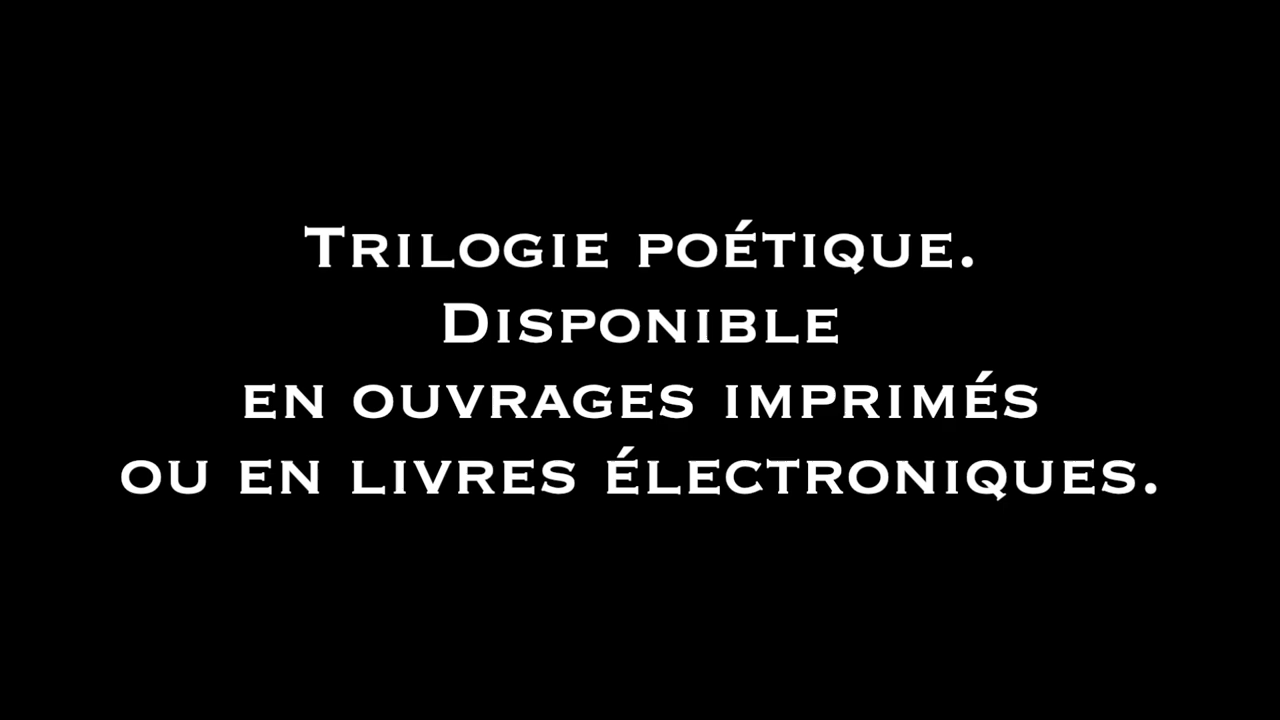 Trilogie poétique.
Disponible
en ouvrages imprimés
ou en livres électroniques.